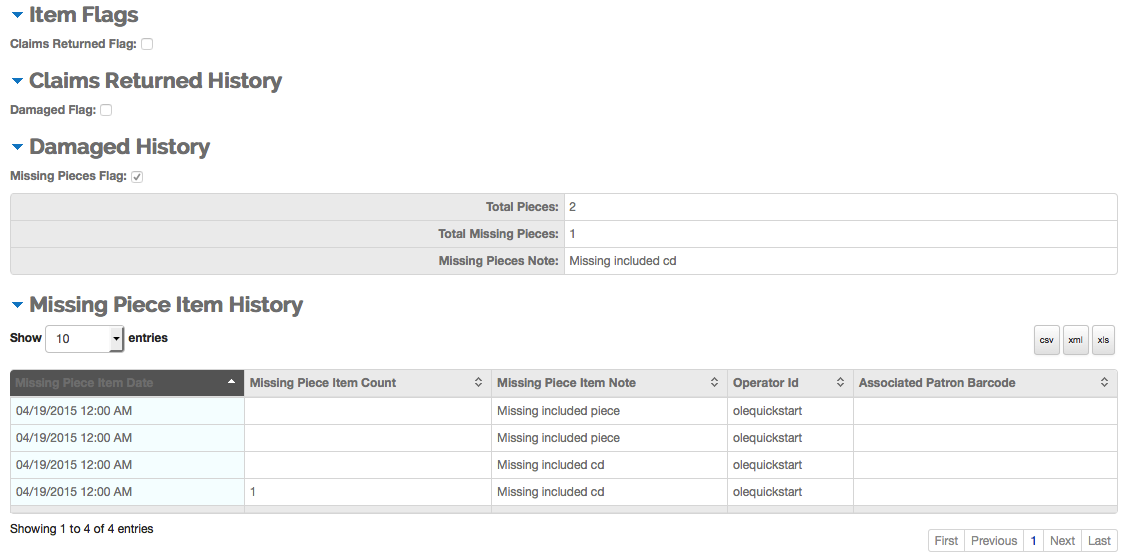 Item Flags
Claims Returned Flag:
Claims Returned History
Damaged Flag:
Damaged History
Missing Pieces Flag:
Total Pieces: 2
Total Missing Pieces: 1
Missing Pieces Note: Missing included cd
Missing Piece Item History
Show 10 entries csv xml xls
Missing Piece Item Date Missing Piece Item Count Missing Piece Item Note Operator Id Associated Patron Barcode
04/19/2015 12:00 AM Missing included piece olequickstart
04/19/2015 12:00 AM Missing included piece olequickstart
04/19/2015 12:00 AM Missing included cd olequickstart
04/19/2015 12:00 AM 1 Missing included cd olequickstart
Showing 1 to 4 of 4 entries
First Previous 1 Next Last